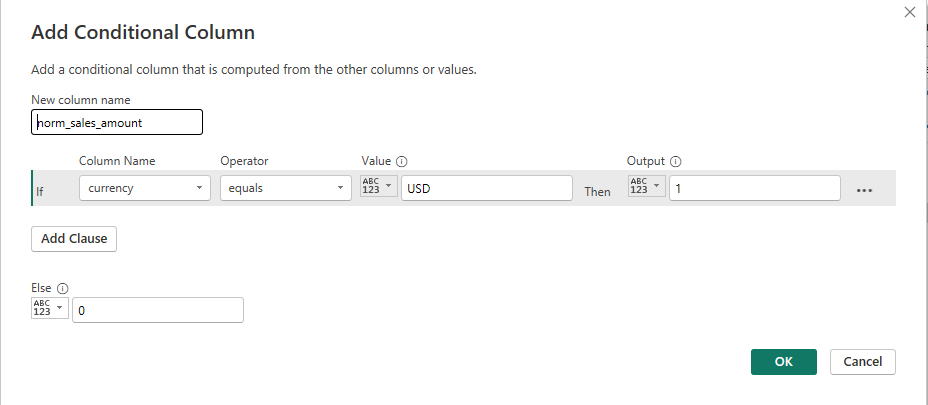 Add Conditional Column
Add a conditional column that is computed from the other columns or values.
New column name
norm_sales_amount
Column Name Operator Value Output
If currency equals ABC 123 USD Then ABC 123 1 ...
Add Clause
Else
ABC 123 0
OK Cancel